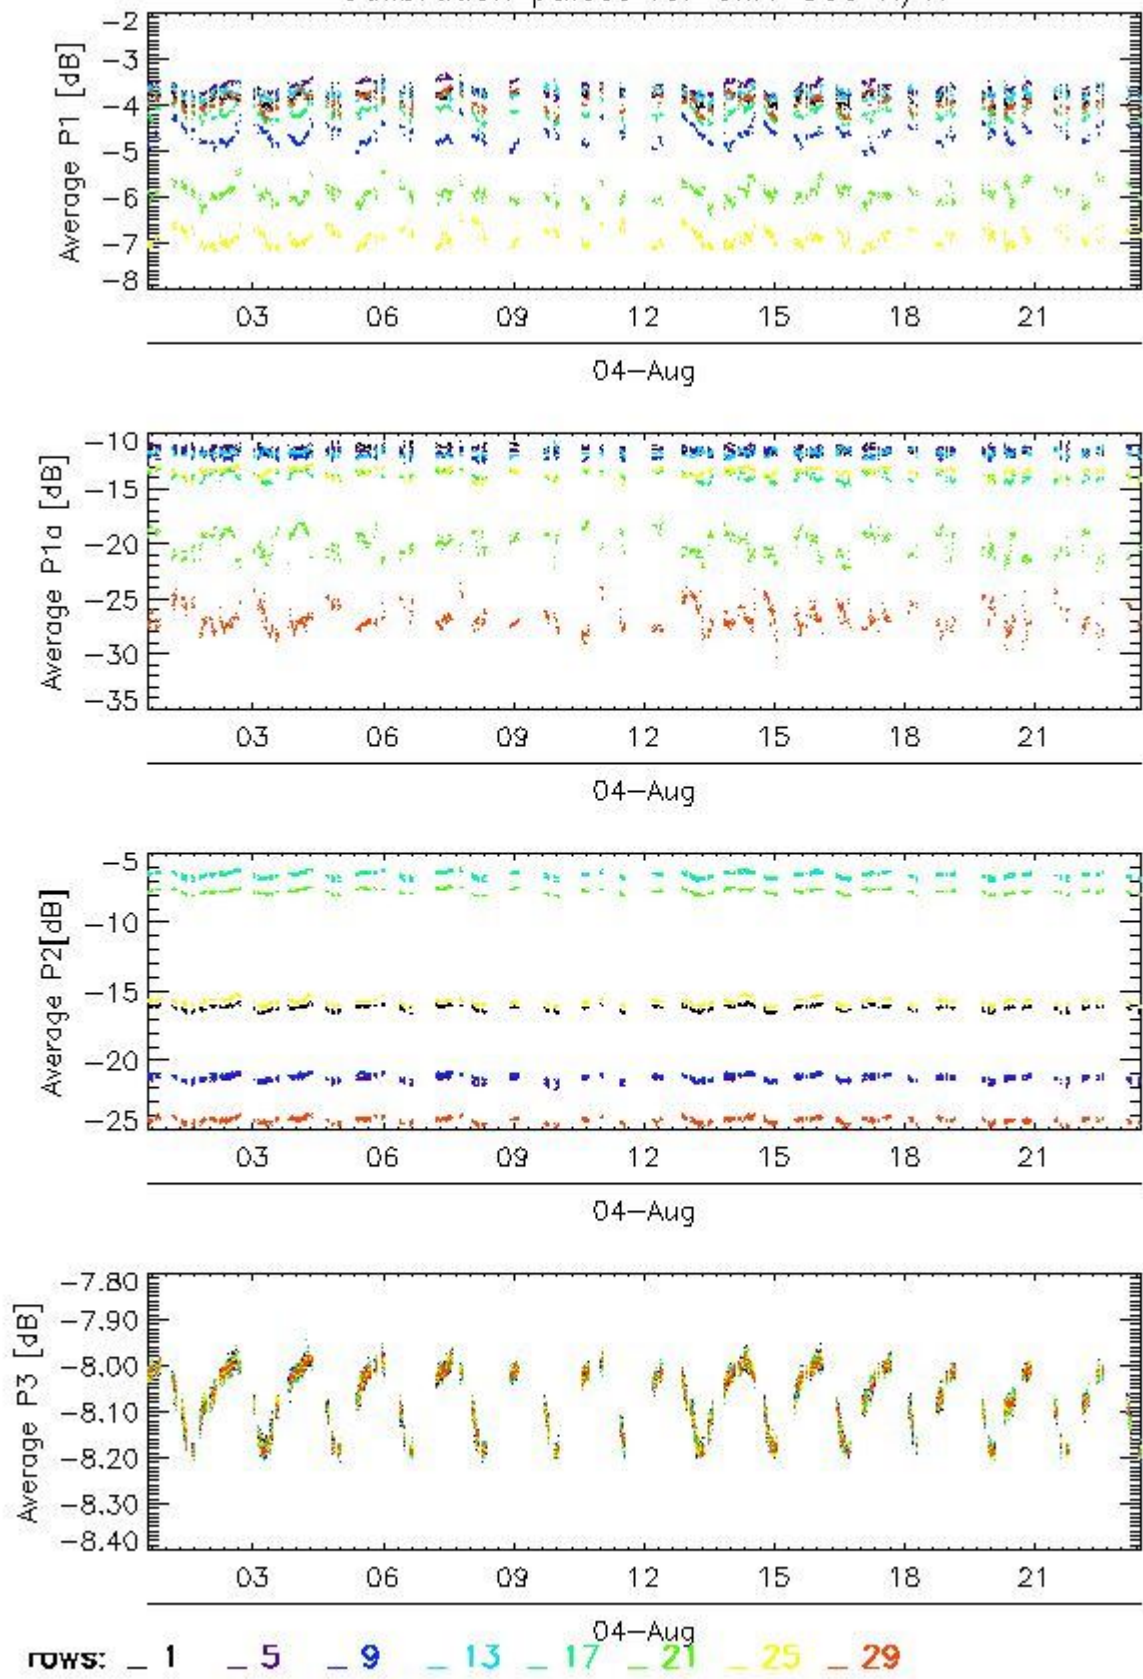 -2
-3
-4
-5
-6
-7
-8
Average P1 [dB]
03 06 09 12 15 18 21
04-Aug
-10
-15
-20
-25
-30
-35
Average P1a [dB]
03 06 09 12 15 18 21
04-Aug
-5
-10
-15
-20
-25
Average P2[dB]
03 06 09 12 15 18 21
04-Aug
-7.80
-7.90
-8.00
-8.10
-8.20
-8.30
-8.40
Average P3 [dB]
03 06 09 12 15 18 21
04-Aug
rows: _ 1 _ 5 _ 9 _ 13 _ 17 _ 21 _ 25 _ 29